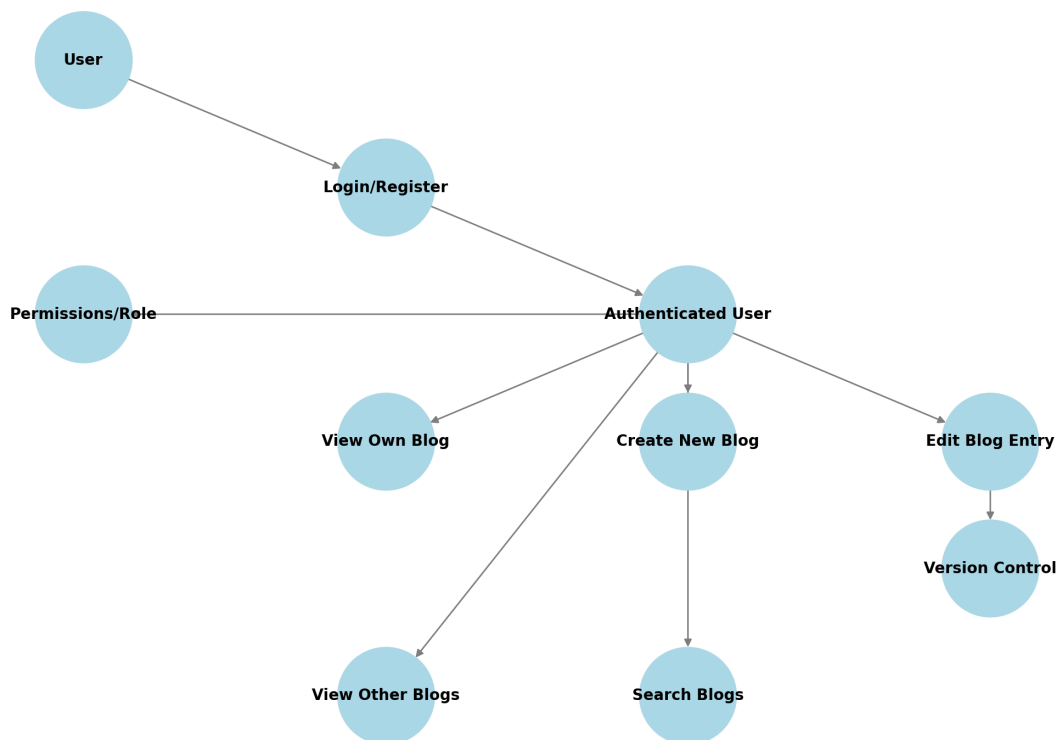 User
Login/Register
Permissions/Role
Authenticated User
View Own Blog
Create New Blog
Edit Blog Entry
Version Control
View Other Blogs
Search Blogs